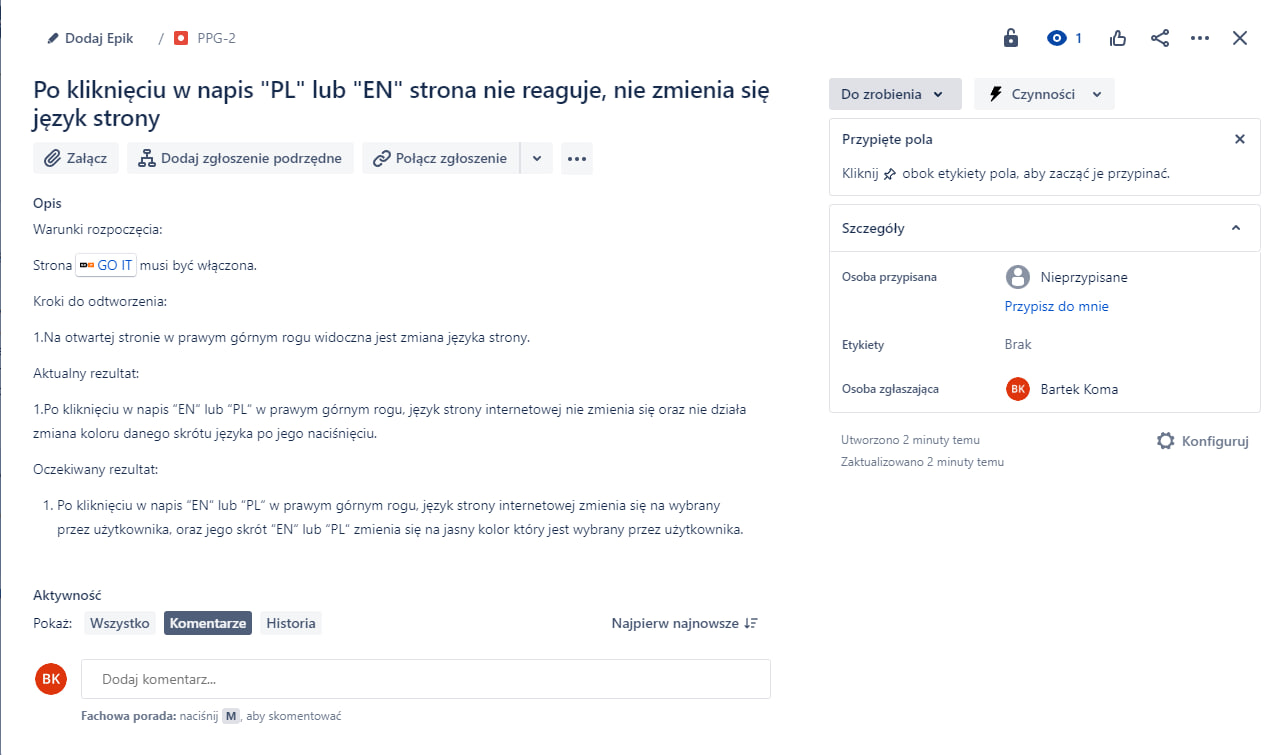 Dodaj Epik / PPG-2
1
Po kliknięciu w napis "PL" lub "EN" strona nie reaguje, nie zmienia się
język strony
Załącz Dodaj zgłoszenie podrzędne Połącz zgłoszenie
Opis
Warunki rozpoczęcia:
Strona GO IT musi być włączona.
Kroki do odtworzenia:
1.Na otwartej stronie w prawym górnym rogu widoczna jest zmiana języka strony.
Aktualny rezultat:
1.Po kliknięciu w napis “EN” lub “PL” w prawym górnym rogu, język strony internetowej nie zmienia się oraz nie działa
zmiana koloru danego skrótu języka po jego naciśnięciu.
Oczekiwany rezultat:
1. Po kliknięciu w napis “EN” lub “PL” w prawym górnym rogu, język strony internetowej zmienia się na wybrany
przez użytkownika, oraz jego skrót “EN” lub “PL” zmienia się na jasny kolor który jest wybrany przez użytkownika.
Aktywność
Pokaż: Wszystko Komentarze Historia Najpierw najnowsze
BK Dodaj komentarz...
Fachowa porada: naciśnij M, aby skomentować
Do zrobienia Czynności
Przypięte pola
Kliknij obok etykiety pola, aby zacząć je przypinać.
Szczegóły
Osoba przypisana Nieprzypisane
Przypisz do mnie
Etykiety Brak
Osoba zgłaszająca BK Bartek Koma
Utworzono 2 minuty temu Konfiguruj
Zaktualizowano 2 minuty temu